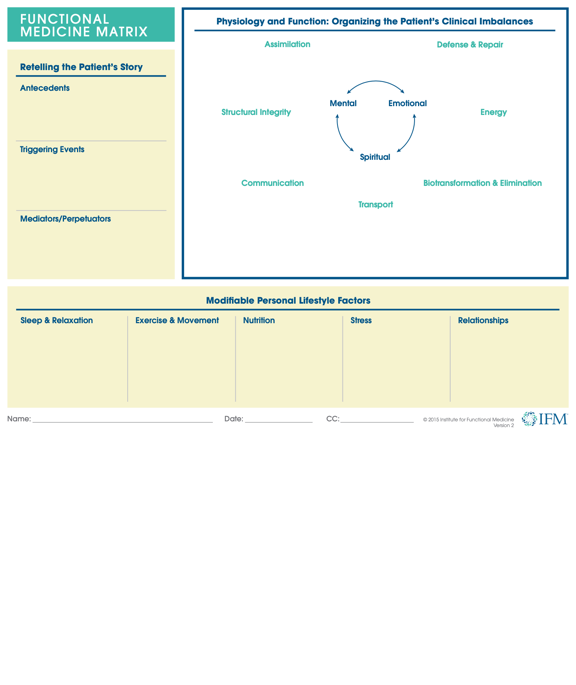 FUNCTIONAL
MEDICINE MATRIX
Retelling the Patient's Story
Antecedents
Triggering Events
Mediators/Perpetuators
Physiology and Function: Organizing the Patient's Clinical Imbalances
Assimilation
Defense & Repair
Mental
Emotional
Structural Integrity
Energy
Spiritual
Communication
Biotransformation & Elimination
Transport
Modifiable Personal Lifestyle Factors
Sleep & Relaxation
Exercise & Movement
Nutrition
Stress
Relationships
Name:
Date:
CC:
© 2015 Institute for Functional Medicine
Version 2
IFM